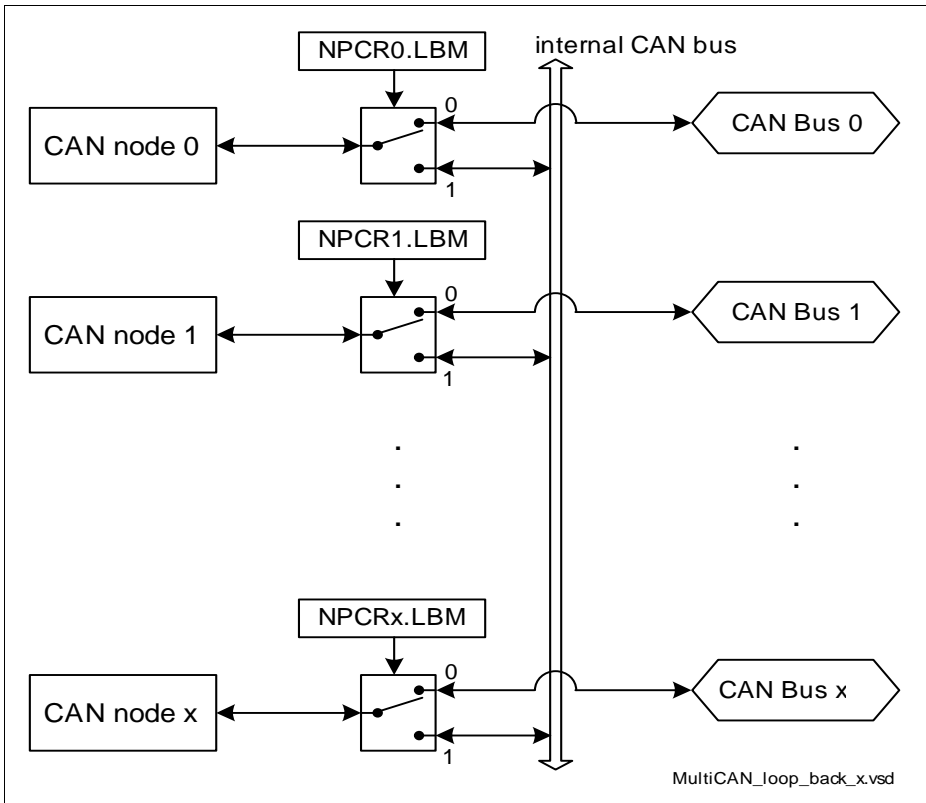 NPCR0.LBM
internal CAN bus
CAN node 0
0
1
CAN Bus 0
NPCR1.LBM
CAN node 1
0
1
CAN Bus 1
NPCRx.LBM
CAN node x
0
1
CAN Bus x
MultiCAN_loop_back_x.vsd